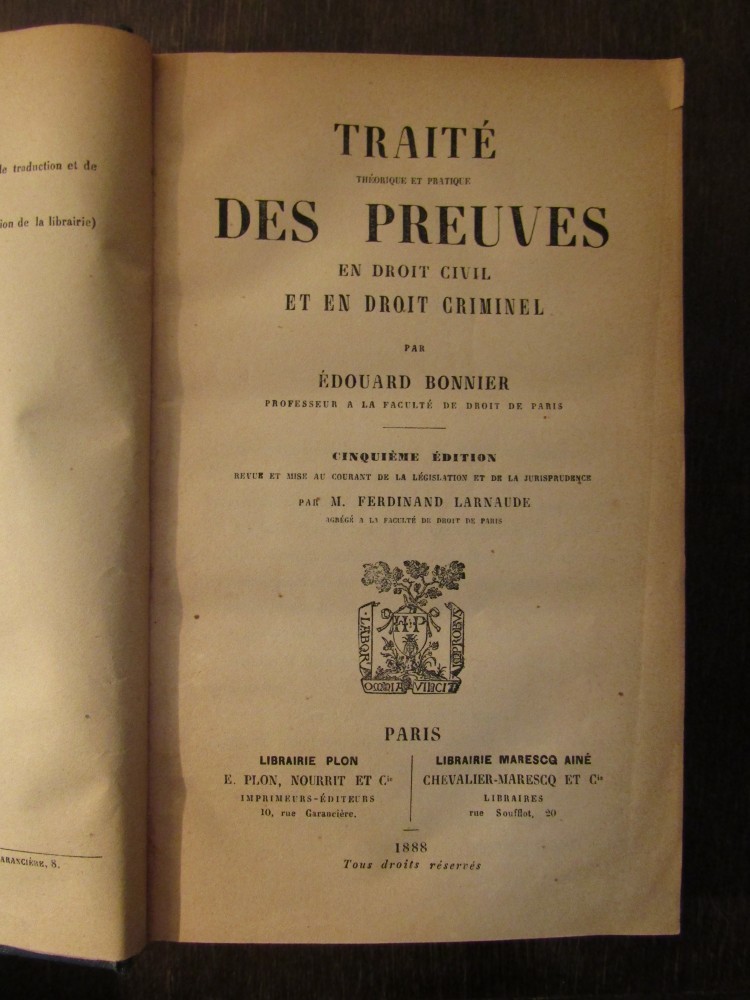 le traduction et de
ion de la librairie)
ARANCIÈRE, 8.
TRAITÉ
THÉORIQUE ET PRATIQUE
DES PREUVES
EN DROIT CIVIL
ET EN DROIT CRIMINEL
PAR
ÉDOUARD BONNIER
PROFESSEUR A LA FACULTÉ DE DROIT DE PARIS
CINQUIÈME ÉDITION
REVUE ET MISE AU COURANT DE LA LÉGISLATION ET DE LA JURISPRUDENCE
PAR M. FERDINAND LARNAUDE
AGRÉGÉ A LA FACULTÉ DE DROIT DE PARIS
H P
LABOR
OMNIA VINCIT
IMPROBUS
PARIS
LIBRAIRIE PLON
E. PLON, NOURRIT ET Cie
IMPRIMEURS-ÉDITEURS
10, rue Garancière.
LIBRAIRIE MARESCQ AINÉ
CHEVALIER-MARESCQ ET Cie
LIBRAIRES
rue Soufflot, 20
1888
Tous droits réservés